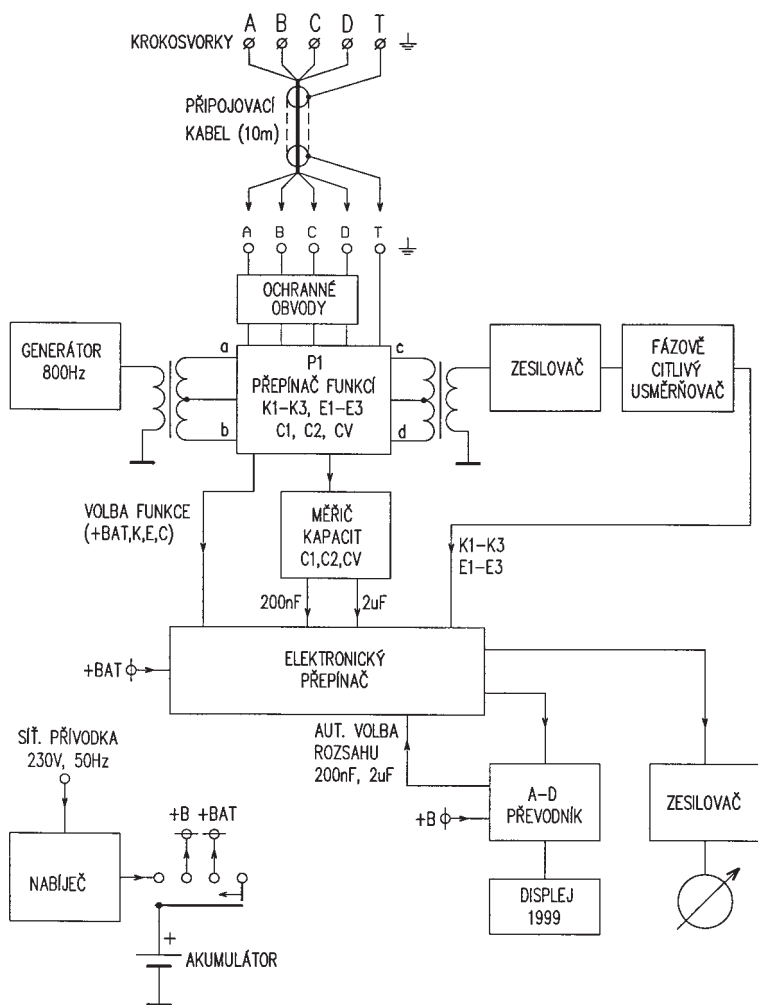 A B C D T
KROKOSVORKY
PŘIPOJOVACÍ
KABEL (10m)
A B C D T
OCHRANNÉ
OBVODY
GENERÁTOR
800Hz
a
b
P1
PŘEPÍNAČ FUNKCÍ
K1-K3, E1-E3
C1, C2, CV
c
d
ZESILOVAČ
FÁZOVĚ
CITLIVÝ
USMĚRŇOVAČ
VOLBA FUNKCE
(+BAT,K,E,C)
MĚŘIČ
KAPACIT
C1,C2,CV
K1-K3
E1-E3
200nF
2uF
+BAT
ELEKTRONICKÝ
PŘEPÍNAČ
SÍŤ. PŘÍVODKA
230V, 50Hz
AUT. VOLBA
ROZSAHU
200nF, 2uF
+B
A-D
PŘEVODNÍK
ZESILOVAČ
+B +BAT
NABÍJEČ
DISPLEJ
1999
+
AKUMULÁTOR